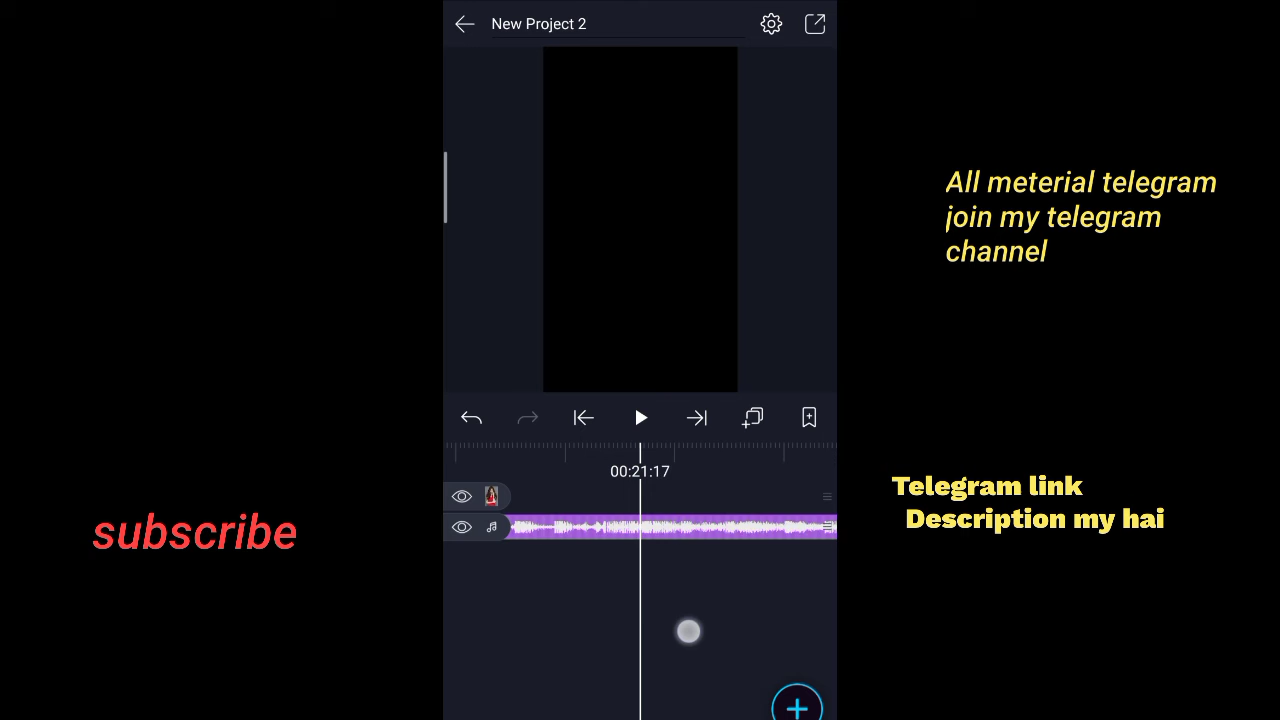 New Project 2
All meterial telegram
join my telegram
channel
00:21:17
Telegram link
Description my hai
subscribe